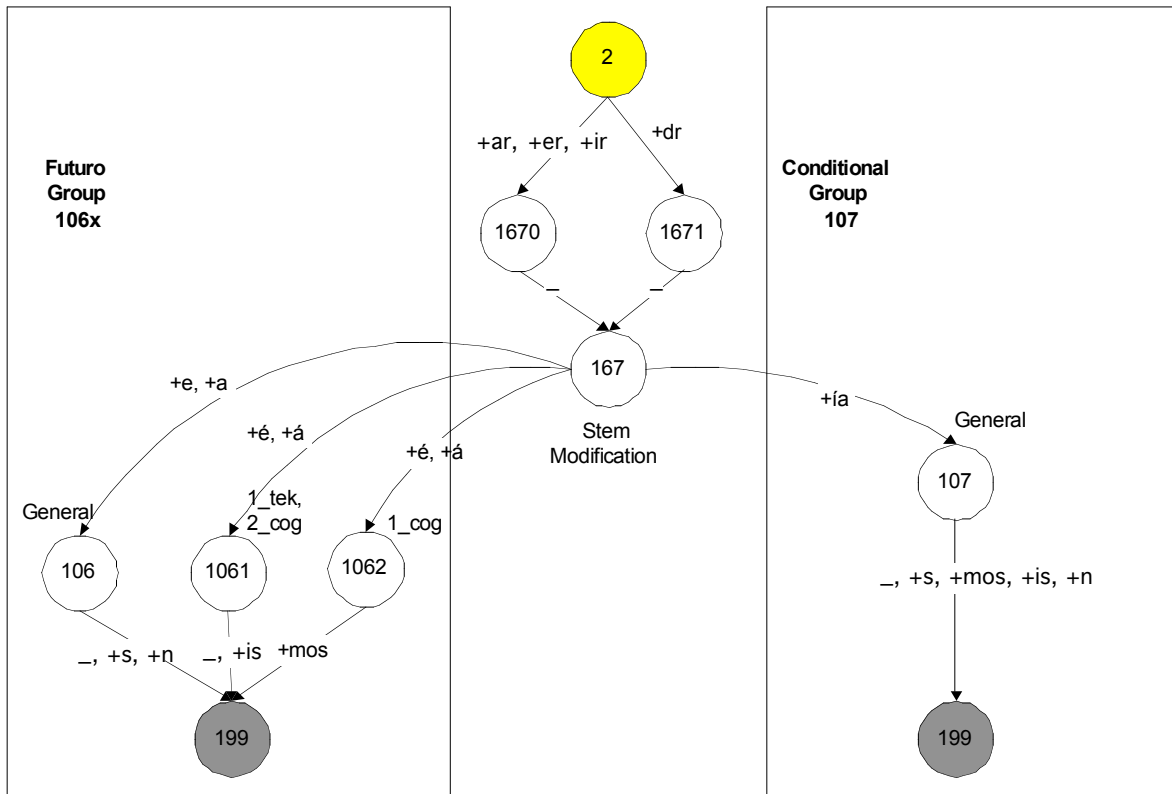 2
+ar, +er, +ir
+dr
Futuro
Group
106x
Conditional
Group
107
1670
1671
_
_
167
Stem
Modification
+e, +a
+é, +á
+é, +á
+ía
General
General
1_tek,
2_cog
1_cog
106
1061
1062
107
_, +s, +n
_, +is
+mos
_, +s, +mos, +is, +n
199
199